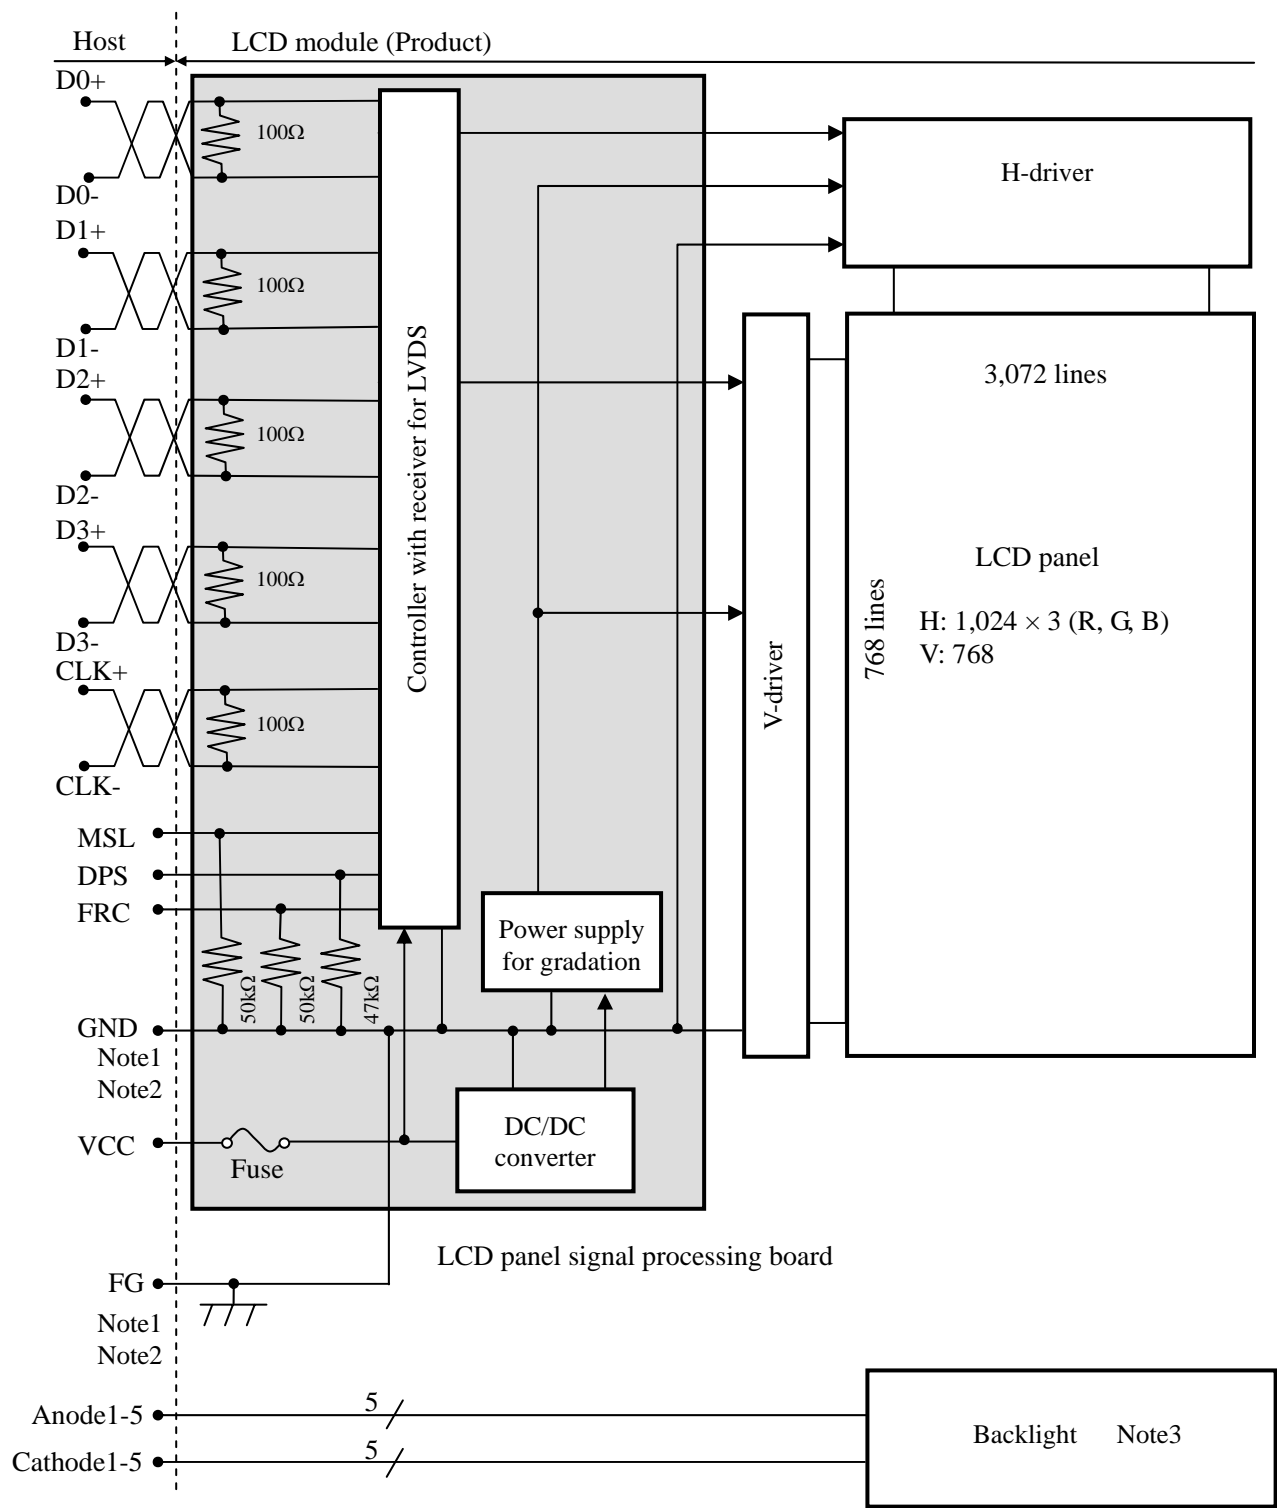 Host
LCD module (Product)
D0+
100Ω
D0-
D1+
100Ω
D1-
D2+
100Ω
D2-
D3+
100Ω
D3-
CLK+
100Ω
CLK-
MSL
DPS
FRC
50kΩ
50kΩ
47kΩ
GND
Note1
Note2
VCC
Fuse
Controller with receiver for LVDS
Power supply
for gradation
DC/DC
converter
H-driver
V-driver
3,072 lines
768 lines
LCD panel
H: 1,024 × 3 (R, G, B)
V: 768
LCD panel signal processing board
FG
Note1
Note2
Anode1-5
5
Cathode1-5
5
Backlight Note3